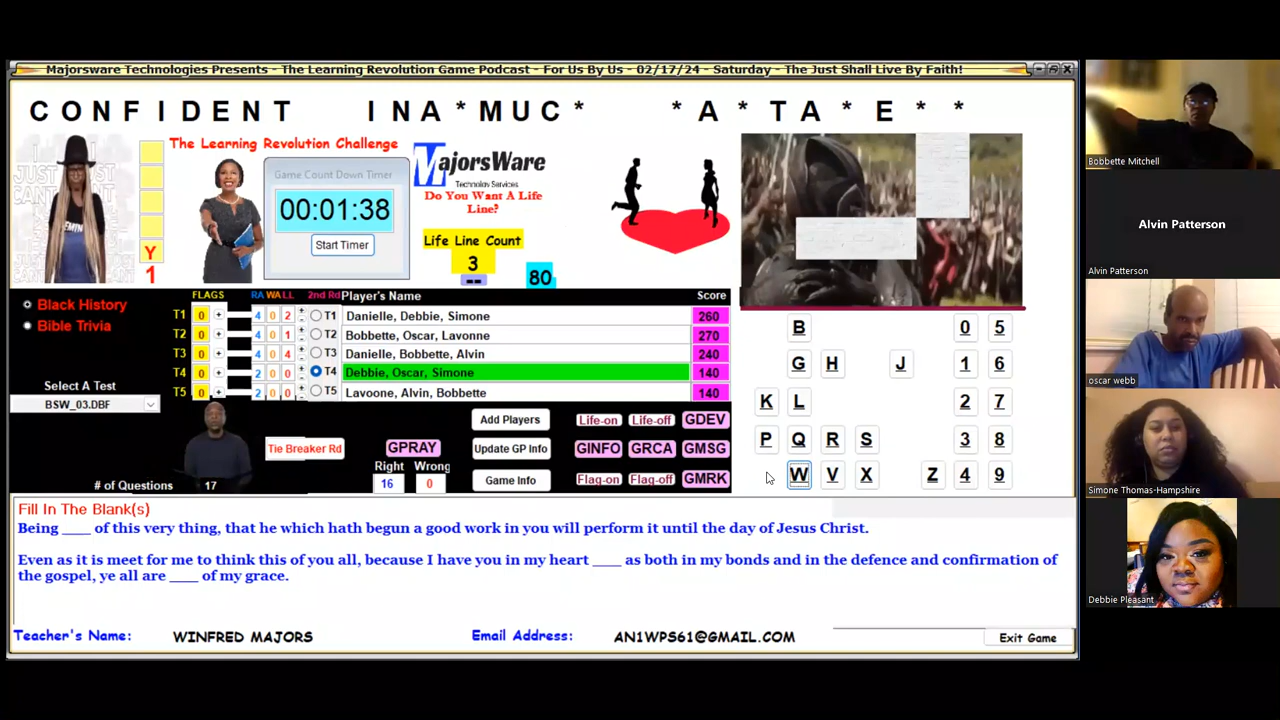 Majorsware Technologies Presents - The Learning Revolution Game Podcast - For Us By Us - 02/17/24 - Saturday - The Just Shall Live By Faith!
CONFIDENT INA*MUC* *A*TA*E**
The Learning Revolution Challenge
Game Count Down Timer
00:01:38
Start Timer
MajorsWare
Technology Services
Do You Want A Life
Line?
Life Line Count
3
--
80
Y
1
Black History
Bible Trivia
Select A Test
BSW_03.DBF
FLAGS RA WA LL 2nd Rd Player's Name Score
T1 0 + 4 0 2 T1 Danielle, Debbie, Simone 260
T2 0 + 4 0 1 T2 Bobbette, Oscar, Lavonne 270
T3 0 + 4 0 4 T3 Danielle, Bobbette, Alvin 240
T4 0 + 2 0 0 T4 Debbie, Oscar, Simone 140
T5 0 + 2 0 0 T5 Lavoone, Alvin, Bobbette 140
Tie Breaker Rd
GPRAY
Right Wrong
16 0
# of Questions 17
Add Players Life-on Life-off GDEV
Update GP Info GINFO GRCA GMSG
Game Info Flag-on Flag-off GMRK
B 0 5
G H J 1 6
K L 2 7
P Q R S 3 8
W V X Z 4 9
Fill In The Blank(s)
Being ____ of this very thing, that he which hath begun a good work in you will perform it until the day of Jesus Christ.
Even as it is meet for me to think this of you all, because I have you in my heart ____ as both in my bonds and in the defence and confirmation of
the gospel, ye all are ____ of my grace.
Teacher's Name: WINFRED MAJORS Email Address: AN1WPS61@GMAIL.COM
Exit Game
Bobbette Mitchell
Alvin Patterson
Alvin Patterson
oscar webb
Simone Thomas-Hampshire
Debbie Pleasant